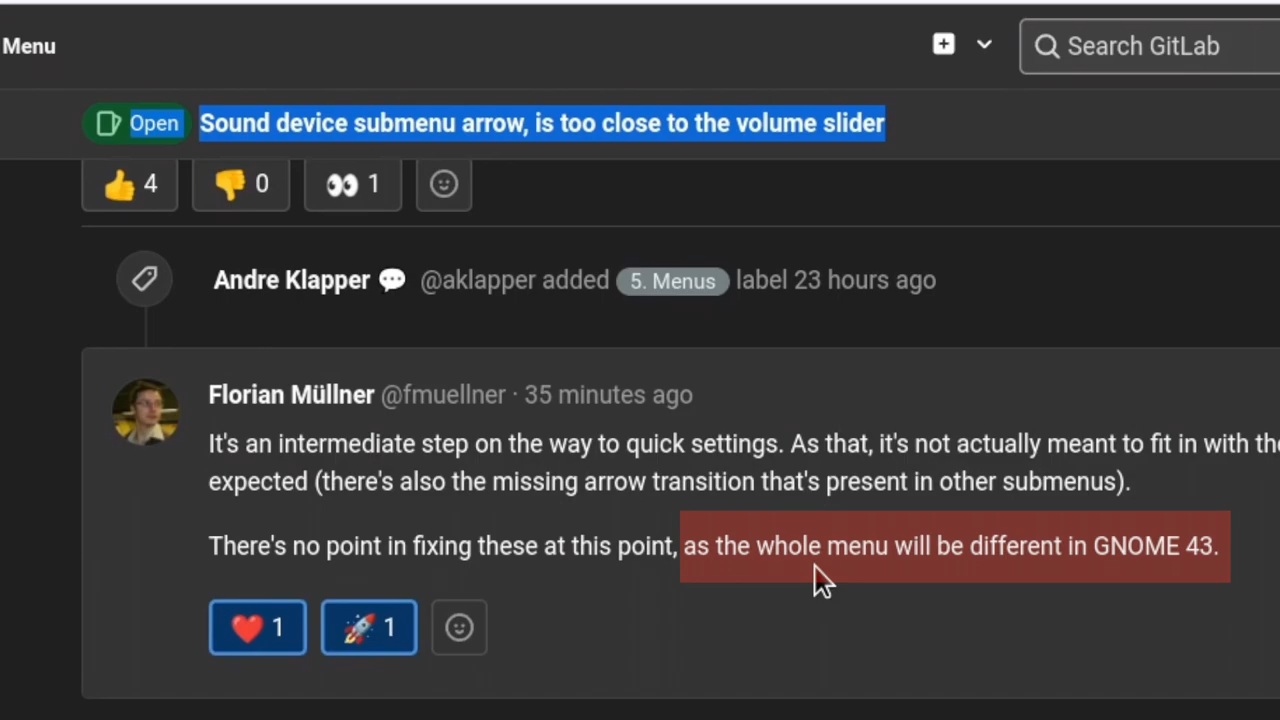 Menu
Search GitLab
Open Sound device submenu arrow, is too close to the volume slider
4 0 1
Andre Klapper @aklapper added 5. Menus label 23 hours ago
Florian Müllner @fmuellner · 35 minutes ago
It's an intermediate step on the way to quick settings. As that, it's not actually meant to fit in with
expected (there's also the missing arrow transition that's present in other submenus).
There's no point in fixing these at this point, as the whole menu will be different in GNOME 43.
1 1